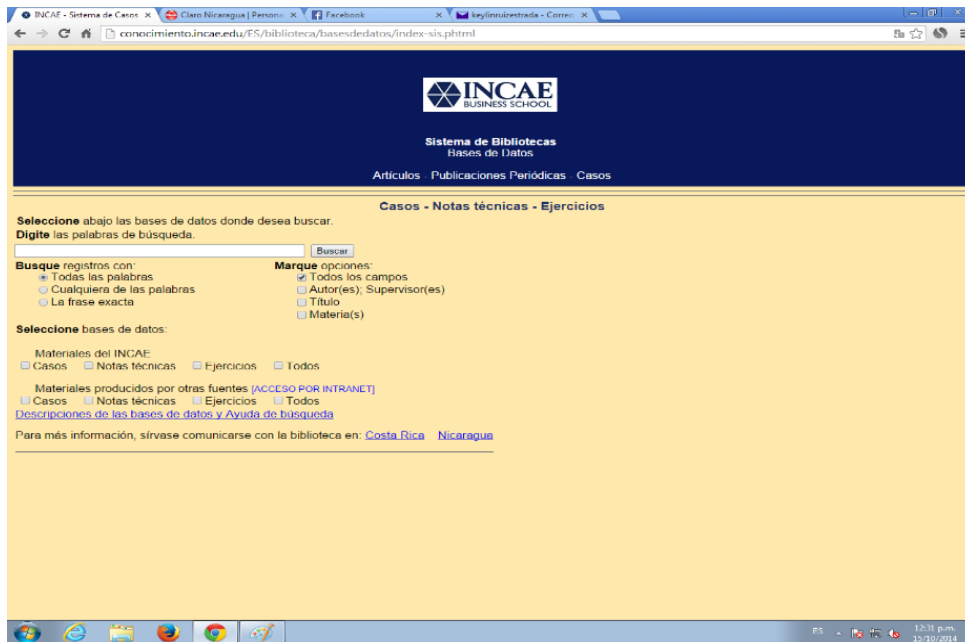 INCAE - Sistema de Casos
Claro Nicaragua | Persona
Facebook
keylinruizestrada - Correo
conocimiento.incae.edu/ES/biblioteca/basesdedatos/index-sis.phtml
INCAE
BUSINESS SCHOOL
Sistema de Bibliotecas
Bases de Datos
Artículos - Publicaciones Periódicas - Casos
Casos - Notas técnicas - Ejercicios
Seleccione abajo las bases de datos donde desea buscar.
Digite las palabras de búsqueda.
Buscar
Busque registros con: Marque opciones:
Todas las palabras Todos los campos
Cualquiera de las palabras Autor(es); Supervisor(es)
La frase exacta Título
Materia(s)
Seleccione bases de datos:
Materiales del INCAE
Casos Notas técnicas Ejercicios Todos
Materiales producidos por otras fuentes [ACCESO POR INTRANET]
Casos Notas técnicas Ejercicios Todos
Descripciones de las bases de datos y Ayuda de búsqueda
Para más información, sírvase comunicarse con la biblioteca en: Costa Rica Nicaragua
ES
12:31 p.m.
15/10/2014